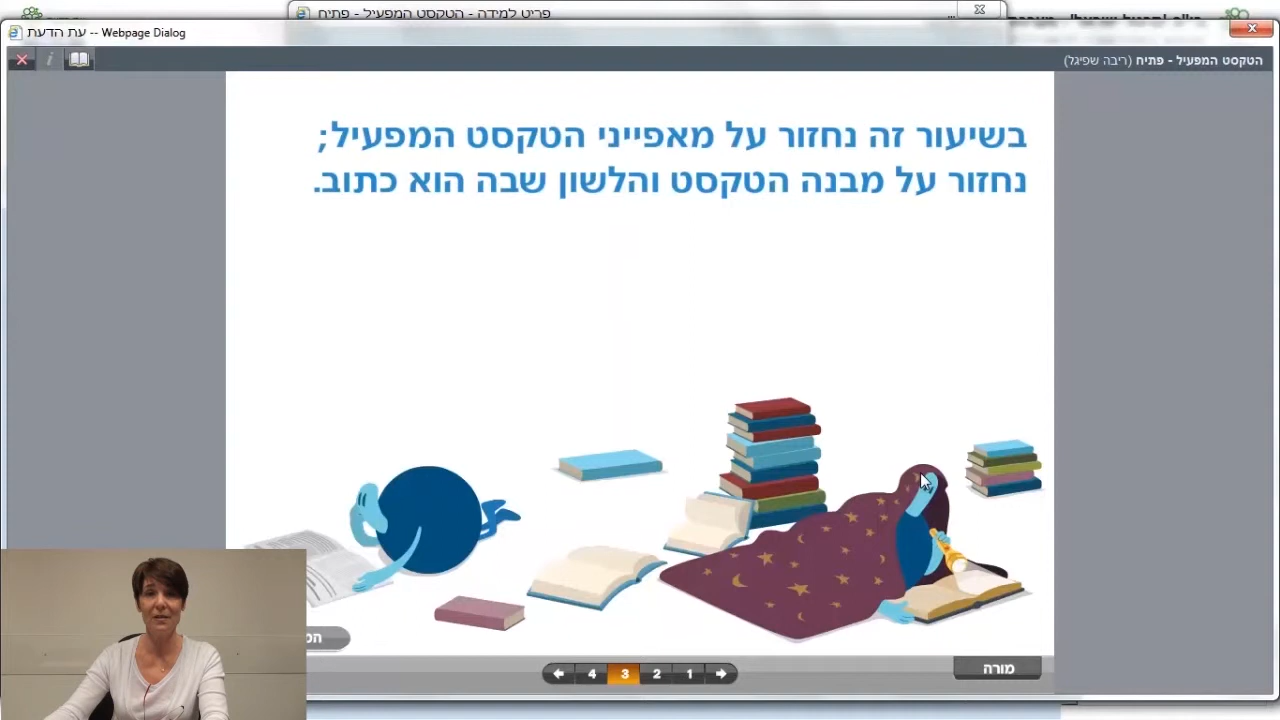 פריט למידה - הטקסט המפעיל - פתיח
עת הדעת -- Webpage Dialog
הטקסט המפעיל - פתיח (ריבה שפיגל)
בשיעור זה נחזור על מאפייני הטקסט המפעיל;
נחזור על מבנה הטקסט והלשון שבה הוא כתוב.
1 2 3 4
מורה